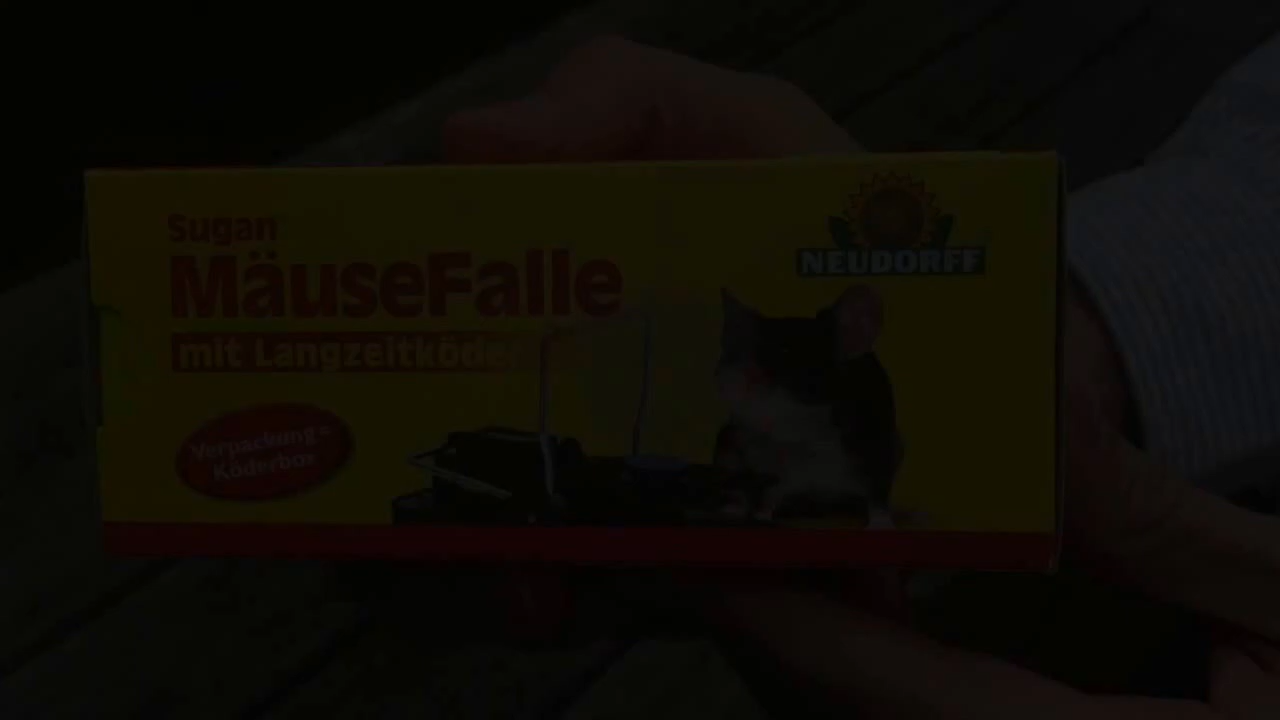 Sugan
MäuseFalle
mit Langzeitköder
NEUDORFF
Verpackung=
Köderbox